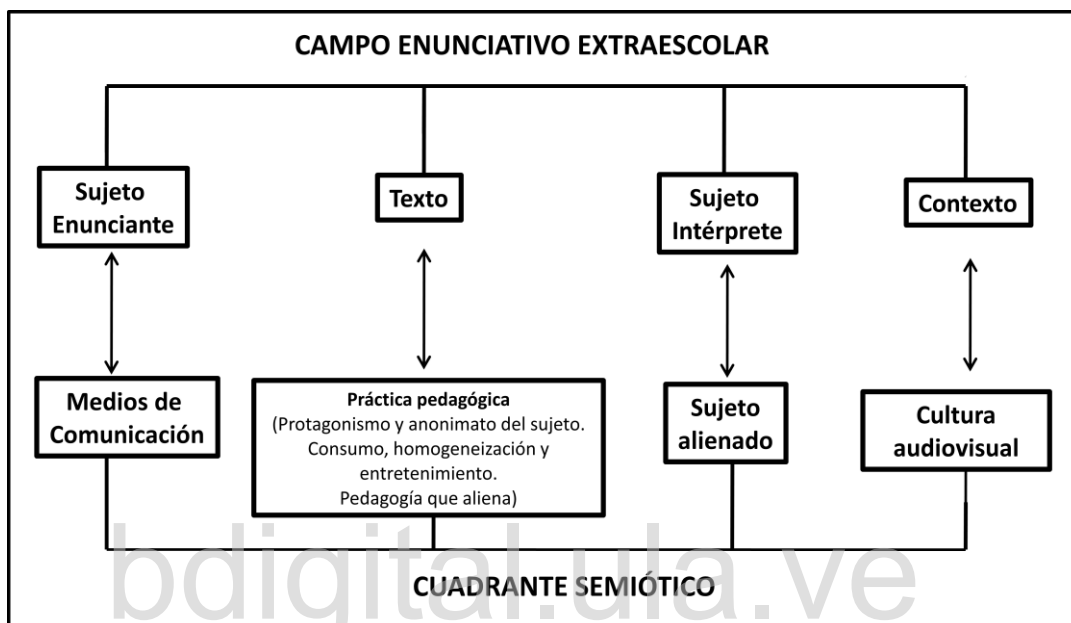 CAMPO ENUNCIATIVO EXTRAESCOLAR
Sujeto
Enunciante
Texto
Sujeto
Intérprete
Contexto
Medios de
Comunicación
Práctica pedagógica
(Protagonismo y anonimato del sujeto.
Consumo, homogeneización y
entretenimiento.
Pedagogía que aliena)
Sujeto
alienado
Cultura
audiovisual
CUADRANTE SEMIÓTICO
bdigital.ula.ve